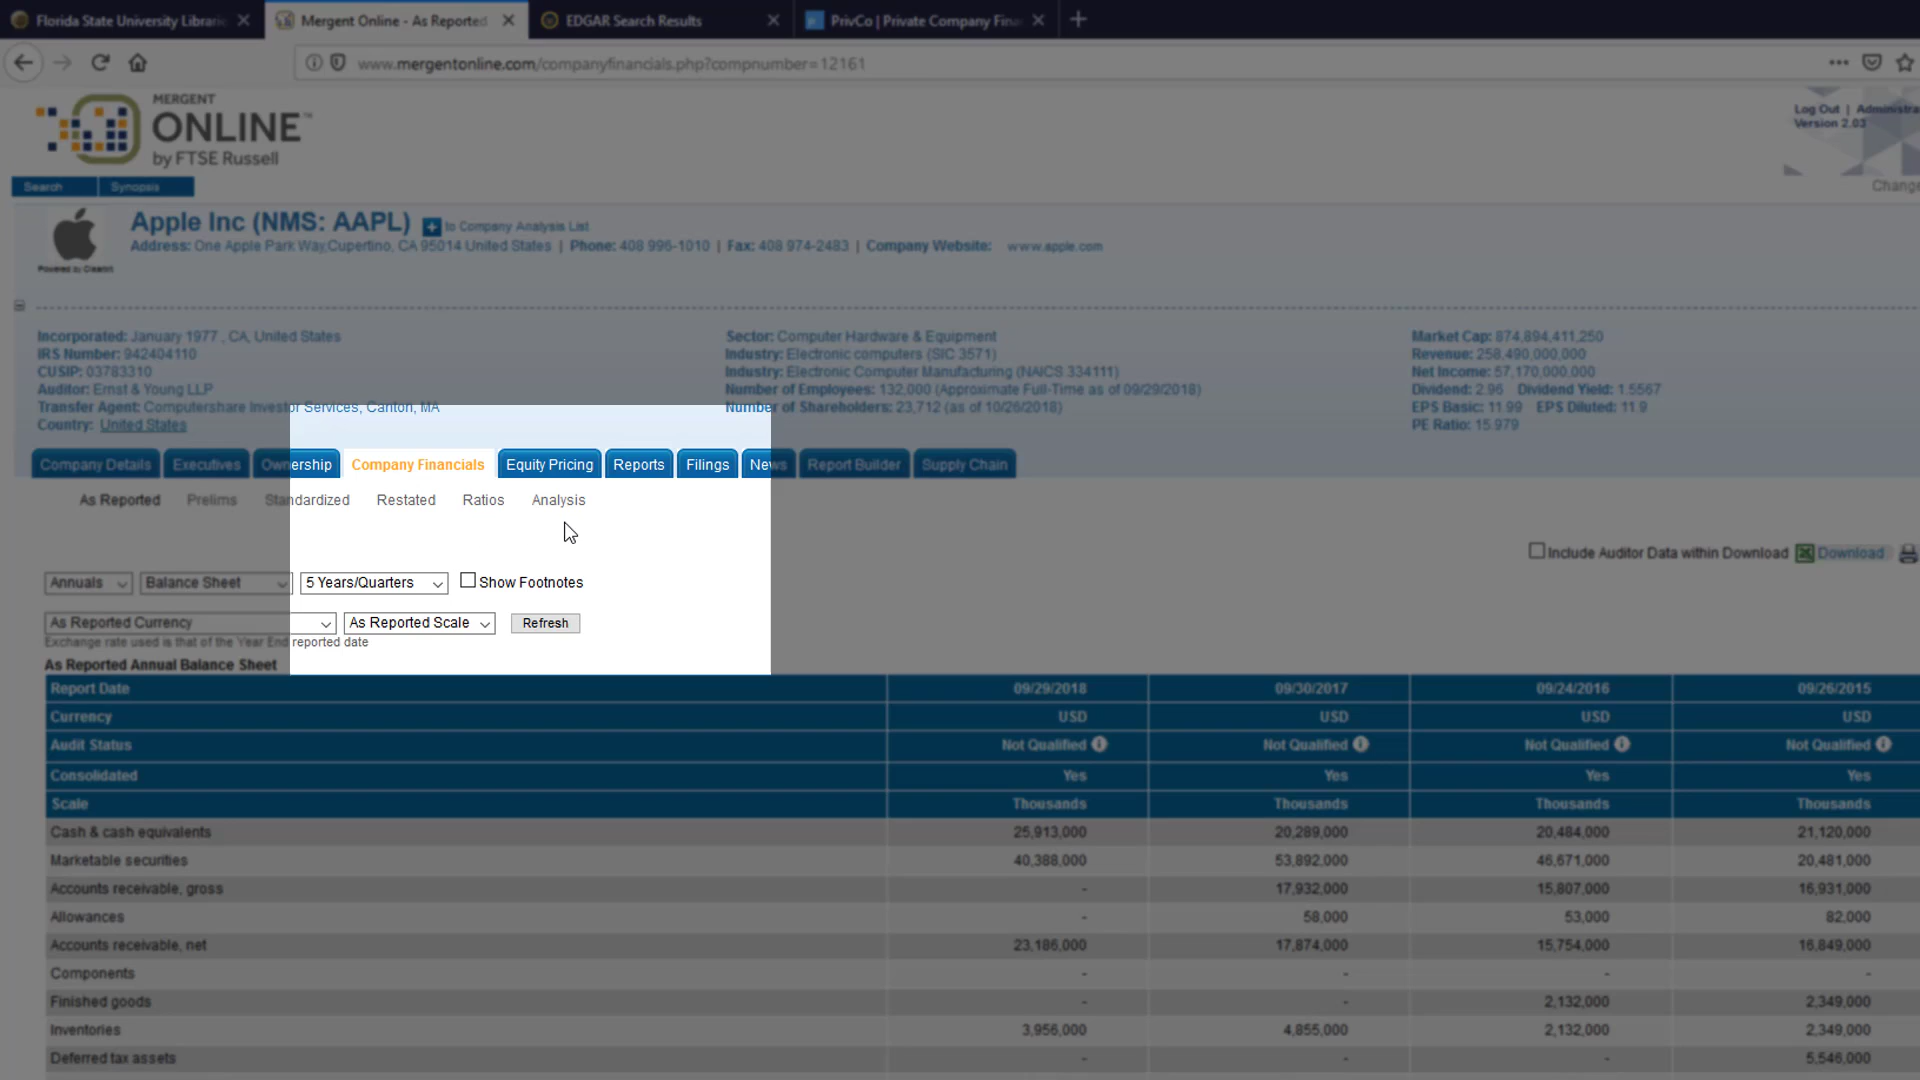 Florida State University Librari
Mergent Online - As Reported
EDGAR Search Results
PrivCo | Private Company Fina
www.mergentonline.com/companyfinancials.php?compnumber=12161
MERGENT
ONLINE™
by FTSE Russell
Log Out | Administra
Version 2.03
Change
Search
Synopsis
Apple Inc (NMS: AAPL)
to Company Analysis List
Address: One Apple Park Way,Cupertino, CA 95014 United States | Phone: 408 996-1010 | Fax: 408 974-2483 | Company Website: www.apple.com
Powered by Clearbit
Incorporated: January 1977 , CA, United States
IRS Number: 942404110
CUSIP: 03783310
Auditor: Ernst & Young LLP
Transfer Agent: Computershare Investor Services, Canton, MA
Country: United States
Sector: Computer Hardware & Equipment
Industry: Electronic computers (SIC 3571)
Industry: Electronic Computer Manufacturing (NAICS 334111)
Number of Employees: 132,000 (Approximate Full-Time as of 09/29/2018)
Number of Shareholders: 23,712 (as of 10/26/2018)
Market Cap: 874,894,411,250
Revenue: 258,490,000,000
Net Income: 57,170,000,000
Dividend: 2.96 Dividend Yield: 1.5567
EPS Basic: 11.99 EPS Diluted: 11.9
PE Ratio: 15.979
Company Details Executives Ownership Company Financials Equity Pricing Reports Filings News Report Builder Supply Chain
As Reported Prelims Standardized Restated Ratios Analysis
Include Auditor Data within Download Download
Annuals Balance Sheet 5 Years/Quarters Show Footnotes
As Reported Currency As Reported Scale Refresh
Exchange rate used is that of the Year End reported date
As Reported Annual Balance Sheet
Report Date 09/29/2018 09/30/2017 09/24/2016 09/26/2015
Currency USD USD USD USD
Audit Status Not Qualified Not Qualified Not Qualified Not Qualified
Consolidated Yes Yes Yes Yes
Scale Thousands Thousands Thousands Thousands
Cash & cash equivalents 25,913,000 20,289,000 20,484,000 21,120,000
Marketable securities 40,388,000 53,892,000 46,671,000 20,481,000
Accounts receivable, gross - 17,932,000 15,807,000 16,931,000
Allowances - 58,000 53,000 82,000
Accounts receivable, net 23,186,000 17,874,000 15,754,000 16,849,000
Components - - - -
Finished goods - - 2,132,000 2,349,000
Inventories 3,956,000 4,855,000 2,132,000 2,349,000
Deferred tax assets - - - 5,546,000